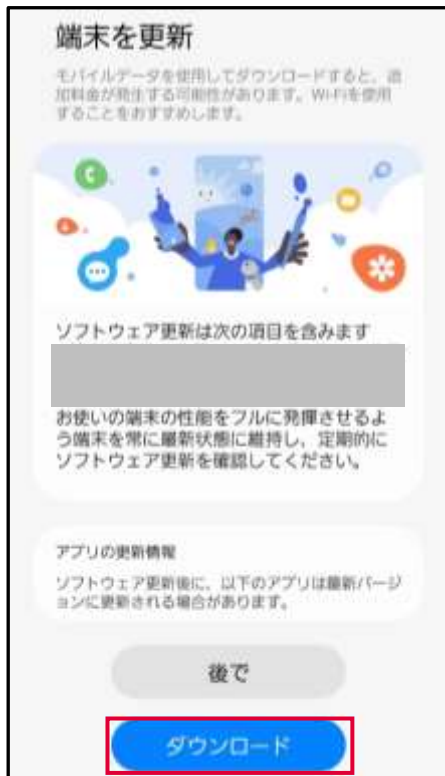 端末を更新
モバイルデータを使用してダウンロードすると、追
加料金が発生する可能性があります。Wi-Fiを使用
することをおすすめします。
ソフトウェア更新は次の項目を含みます
お使いの端末の性能をフルに発揮させるよ
う端末を常に最新状態に維持し、定期的に
ソフトウェア更新を確認してください。
アプリの更新情報
ソフトウェア更新後に、以下のアプリは最新バージ
ョンに更新される場合があります。
後で
ダウンロード